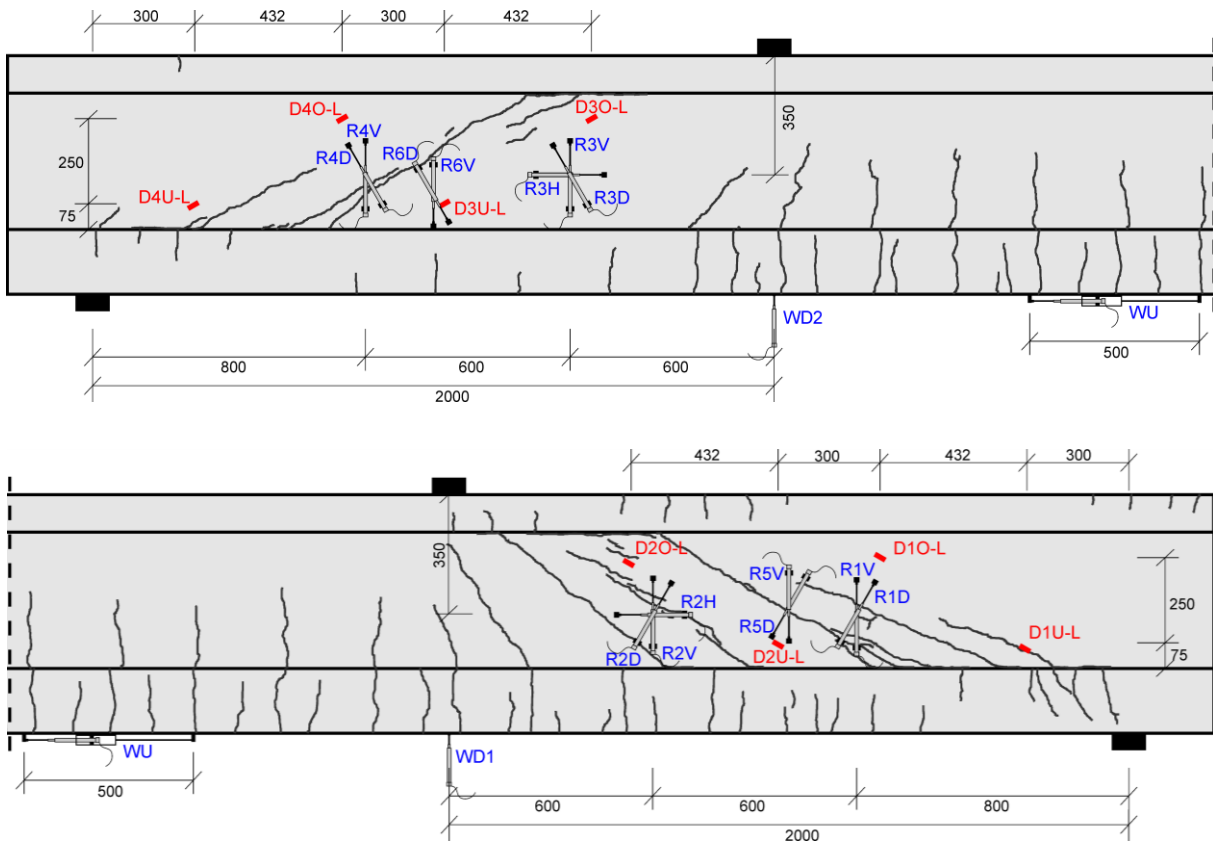 300 432 300 432
D4O-L D3O-L
R4V R3V
R4D R6D R6V
350
250
R3H R3D
D4U-L D3U-L
75
WD2 WU
800 600 600 500
2000
432 300 432 300
350
D2O-L R5V R1V D1O-L
R2H R1D
250
R5D
R2D R2V D2U-L D1U-L
75
WU WD1
500 600 600 800
2000